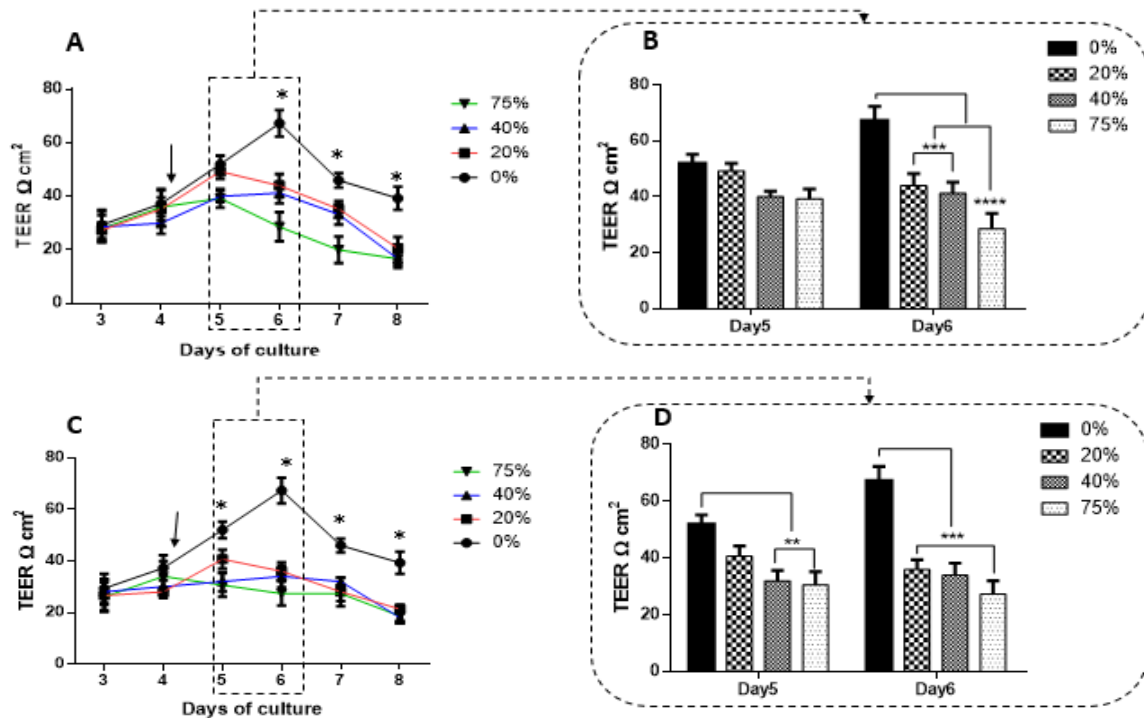 A
TEER Ω cm²
80
60
40
20
0
* * *
3 4 5 6 7 8
Days of culture
75%
40%
20%
0%
B
TEER Ω cm²
80
60
40
20
0
*** ****
Day5 Day6
0%
20%
40%
75%
C
TEER Ω cm²
80
60
40
20
0
* * * *
3 4 5 6 7 8
Days of culture
75%
40%
20%
0%
D
TEER Ω cm²
80
60
40
20
0
** ***
Day5 Day6
0%
20%
40%
75%